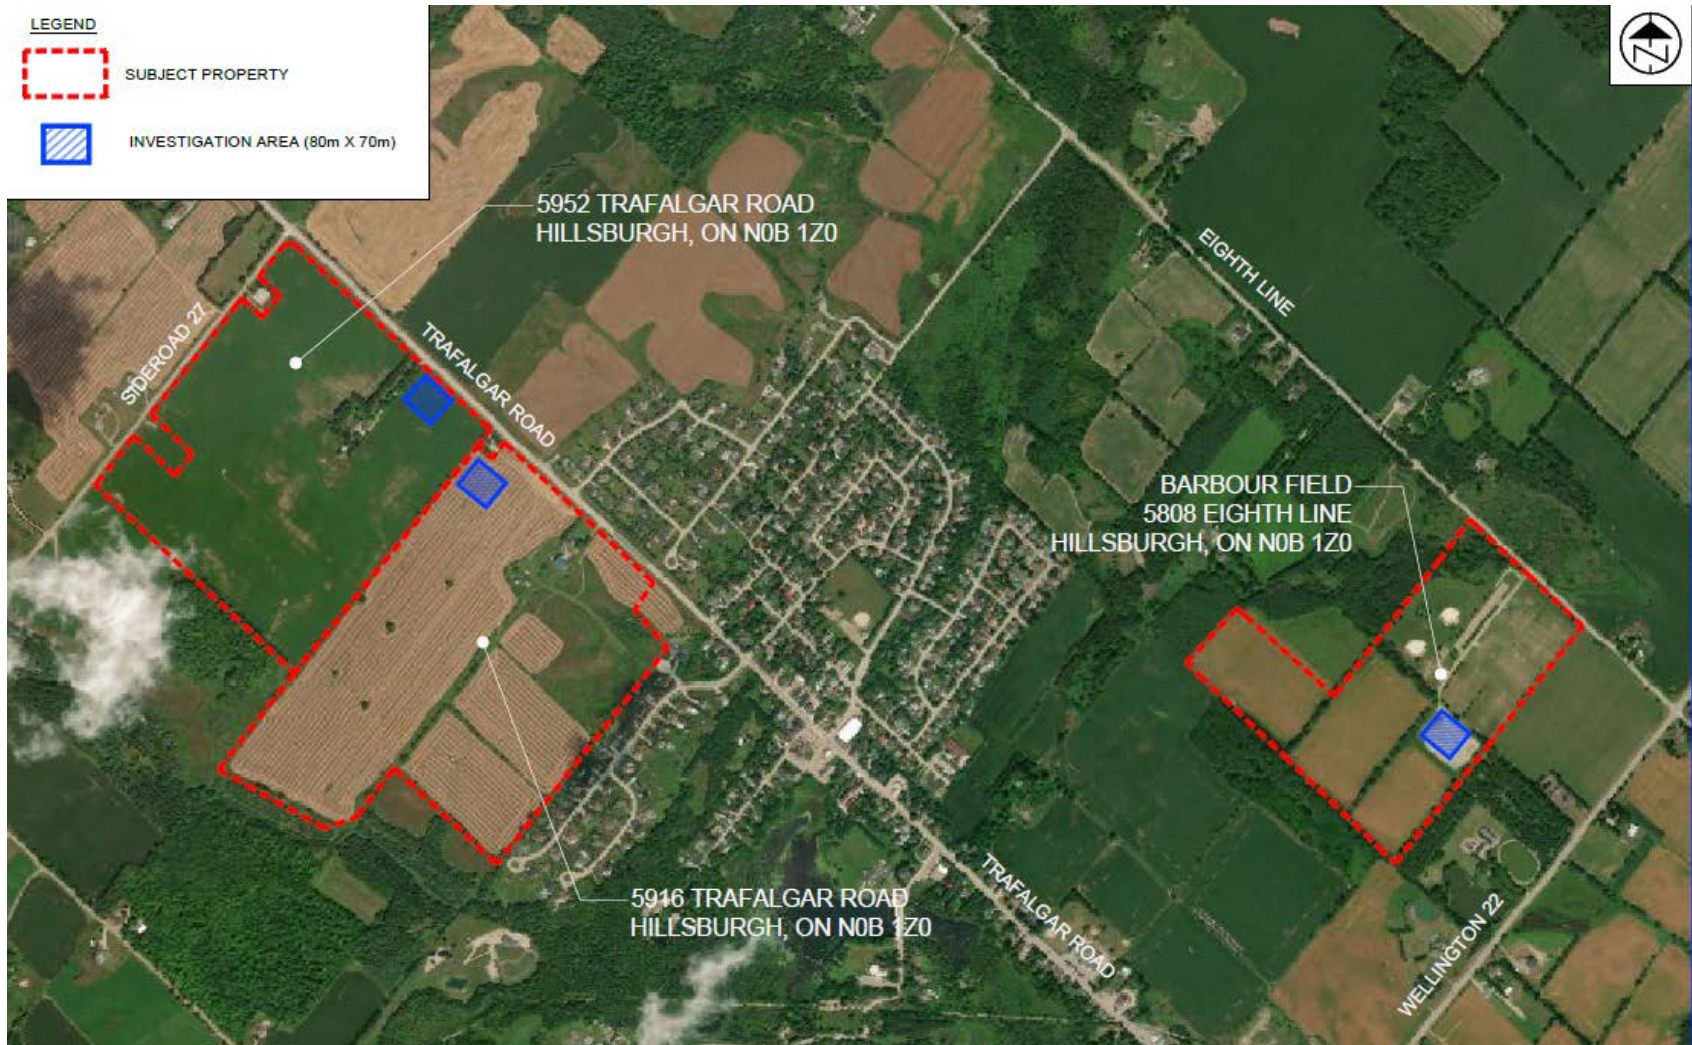 LEGEND
SUBJECT PROPERTY
INVESTIGATION AREA (80m X 70m)
N
5952 TRAFALGAR ROAD
HILLSBURGH, ON N0B 1Z0
EIGHTH LINE
SIDEROAD 27
TRAFALGAR ROAD
BARBOUR FIELD
5808 EIGHTH LINE
HILLSBURGH, ON N0B 1Z0
5916 TRAFALGAR ROAD
HILLSBURGH, ON N0B 1Z0
TRAFALGAR ROAD
WELLINGTON 22